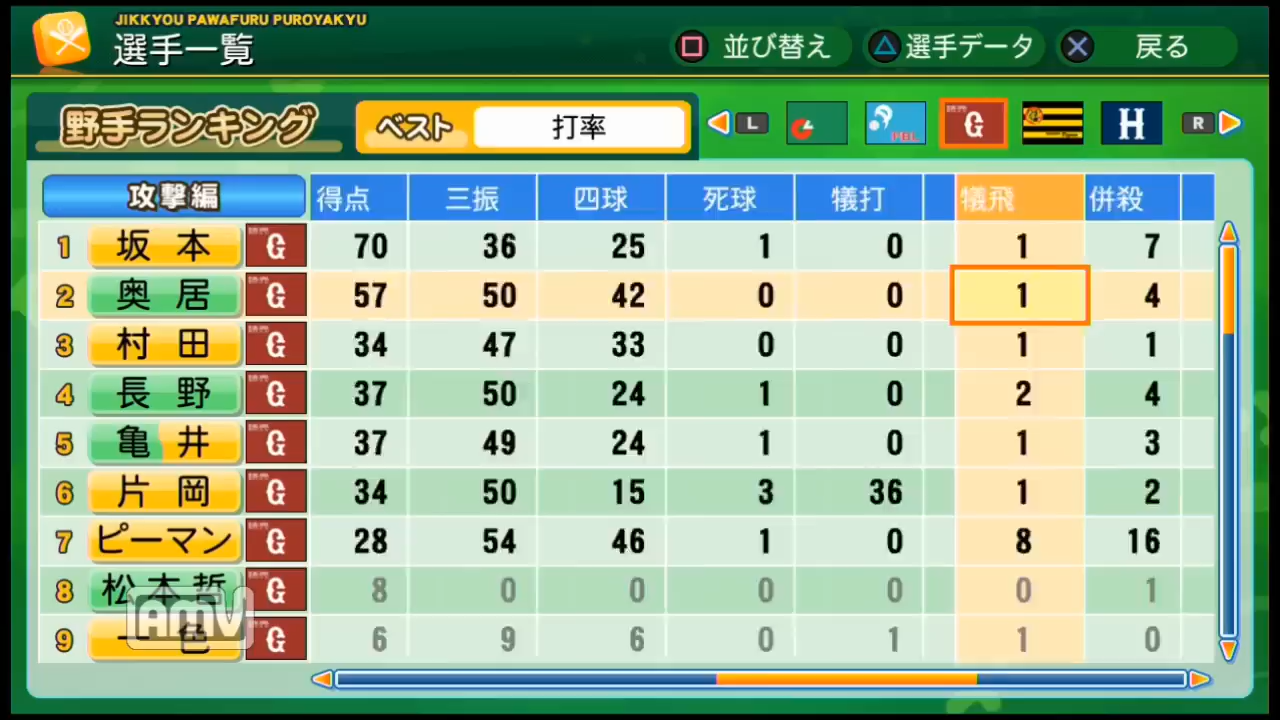 JIKKYOU PAWAFURU PUROYAKYU
選手一覧 並び替え 選手データ 戻る
野手ランキング ベスト 打率 L PBL G H R
攻撃編 得点 三振 四球 死球 犠打 犠飛 併殺
1 坂本 G 70 36 25 1 0 1 7
2 奥居 G 57 50 42 0 0 1 4
3 村田 G 34 47 33 0 0 1 1
4 長野 G 37 50 24 1 0 2 4
5 亀井 G 37 49 24 1 0 1 3
6 片岡 G 34 50 15 3 36 1 2
7 ピーマン G 28 54 46 1 0 8 16
8 松本哲 G 8 0 0 0 0 0 1
9 一色 G 6 9 6 0 1 1 0
AMV